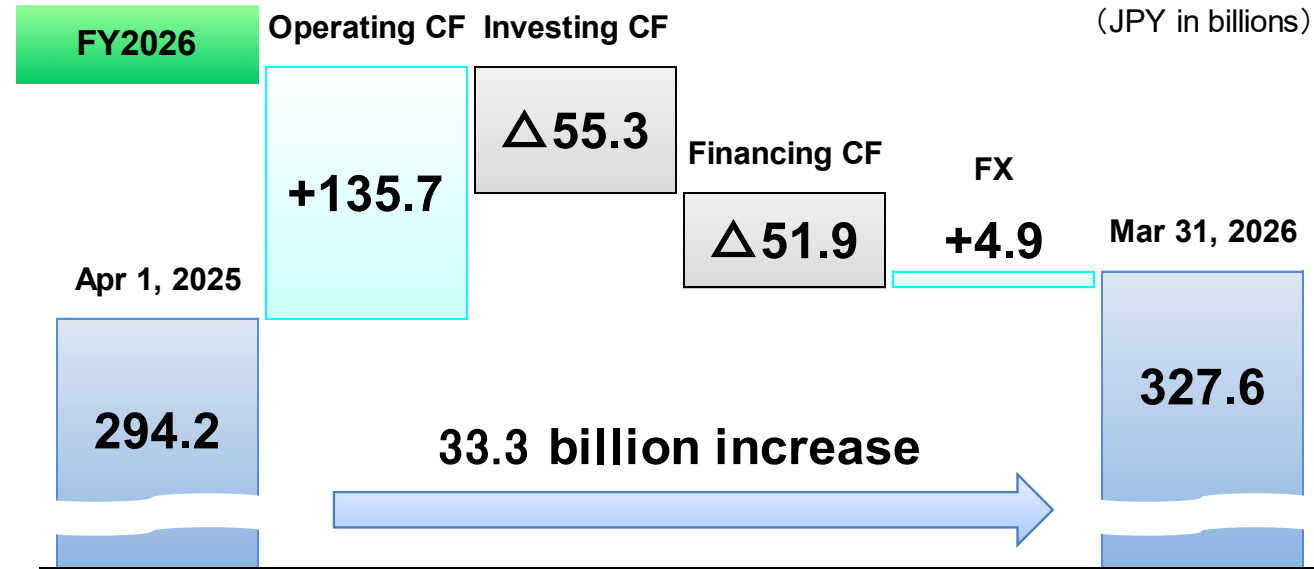 FY2026
Operating CF
Investing CF
（JPY in billions）
+135.7
△55.3
Financing CF
△51.9
FX
+4.9
Apr 1, 2025
294.2
Mar 31, 2026
327.6
33.3 billion increase